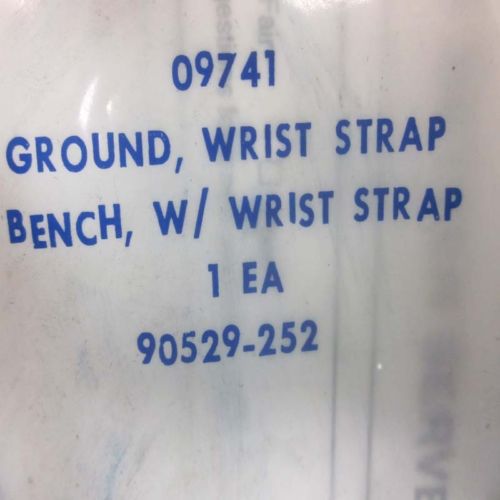 09741
GROUND, WRIST STRAP
BENCH, W/ WRIST STRAP
1 EA
90529-252